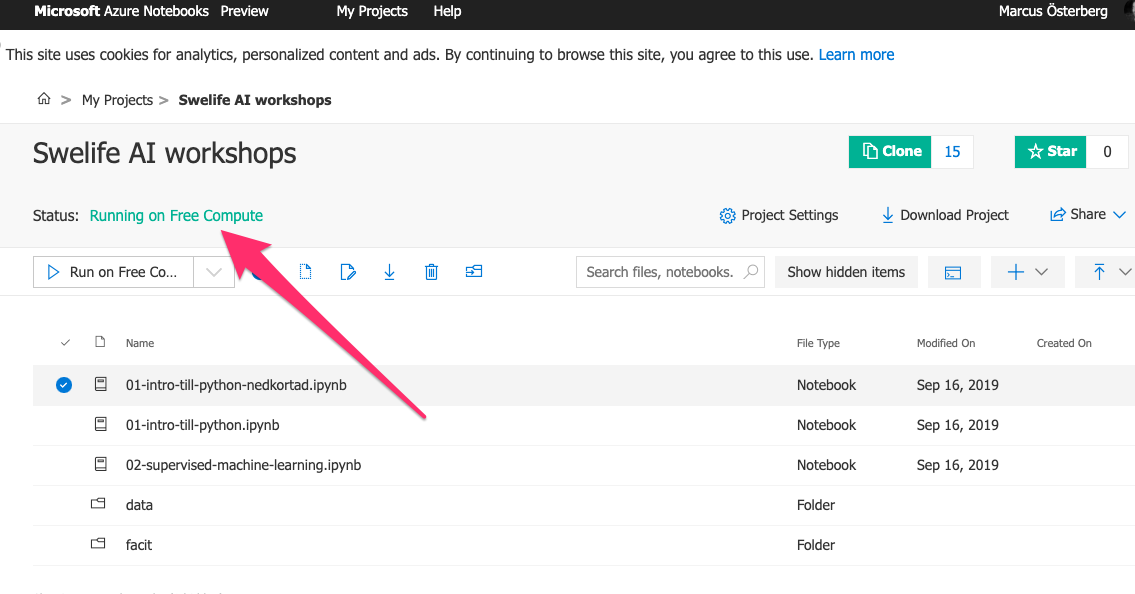 Microsoft Azure Notebooks Preview My Projects Help Marcus Österberg
This site uses cookies for analytics, personalized content and ads. By continuing to browse this site, you agree to this use. Learn more
> My Projects > Swelife AI workshops
Swelife AI workshops
Clone 15 Star 0
Status: Running on Free Compute Project Settings Download Project Share
Run on Free Co... Search files, notebooks. Show hidden items
Name File Type Modified On Created On
01-intro-till-python-nedkortad.ipynb Notebook Sep 16, 2019
01-intro-till-python.ipynb Notebook Sep 16, 2019
02-supervised-machine-learning.ipynb Notebook Sep 16, 2019
data Folder
facit Folder